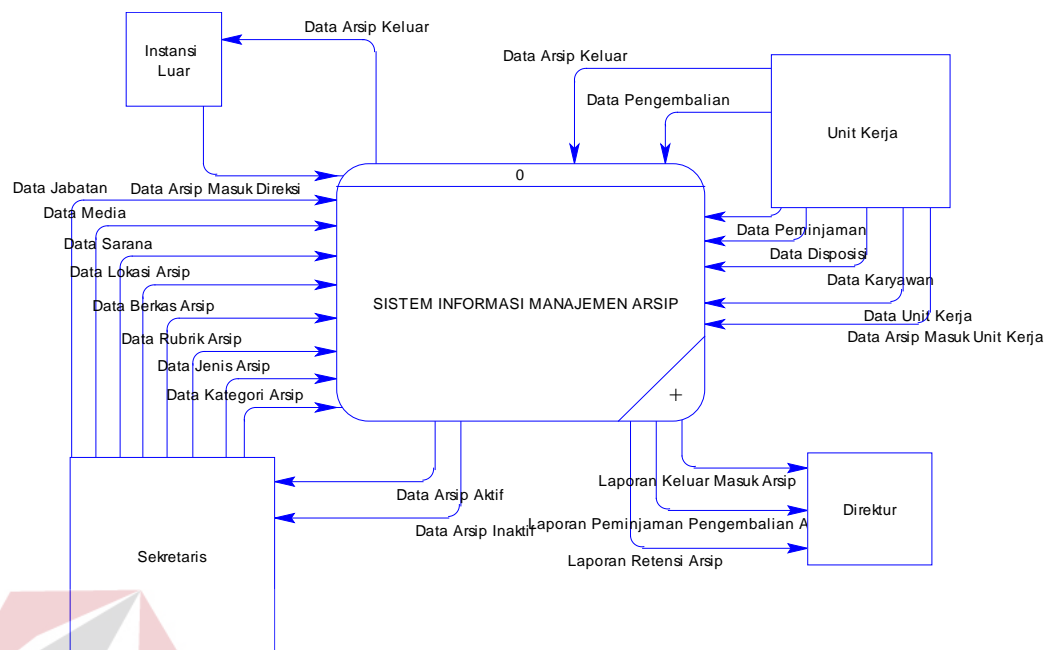 Data Arsip Keluar
Instansi
Luar
Data Arsip Keluar
Data Pengembalian
Unit Kerja
0
Data Jabatan
Data Arsip Masuk Direksi
Data Media
Data Sarana
Data Lokasi Arsip
Data Berkas Arsip
Data Rubrik Arsip
Data Jenis Arsip
Data Kategori Arsip
SISTEM INFORMASI MANAJEMEN ARSIP
+
Data Peminjaman
Data Disposisi
Data Karyawan
Data Unit Kerja
Data Arsip Masuk Unit Kerja
Data Arsip Aktif
Data Arsip Inaktif
Sekretaris
Laporan Keluar Masuk Arsip
Laporan Peminjaman Pengembalian A
Laporan Retensi Arsip
Direktur